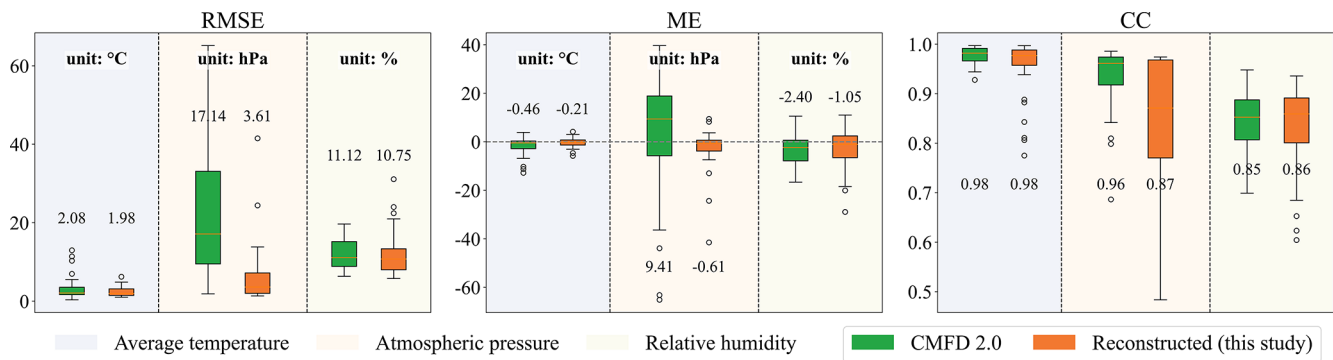 RMSE
unit: °C
unit: hPa
unit: %
60
40
20
0
2.08
1.98
17.14
3.61
11.12
10.75
ME
unit: °C
unit: hPa
unit: %
40
20
0
-20
-40
-60
-0.46
-0.21
9.41
-0.61
-2.40
-1.05
CC
1.0
0.9
0.8
0.7
0.6
0.5
0.98
0.98
0.96
0.87
0.85
0.86
Average temperature
Atmospheric pressure
Relative humidity
CMFD 2.0
Reconstructed (this study)